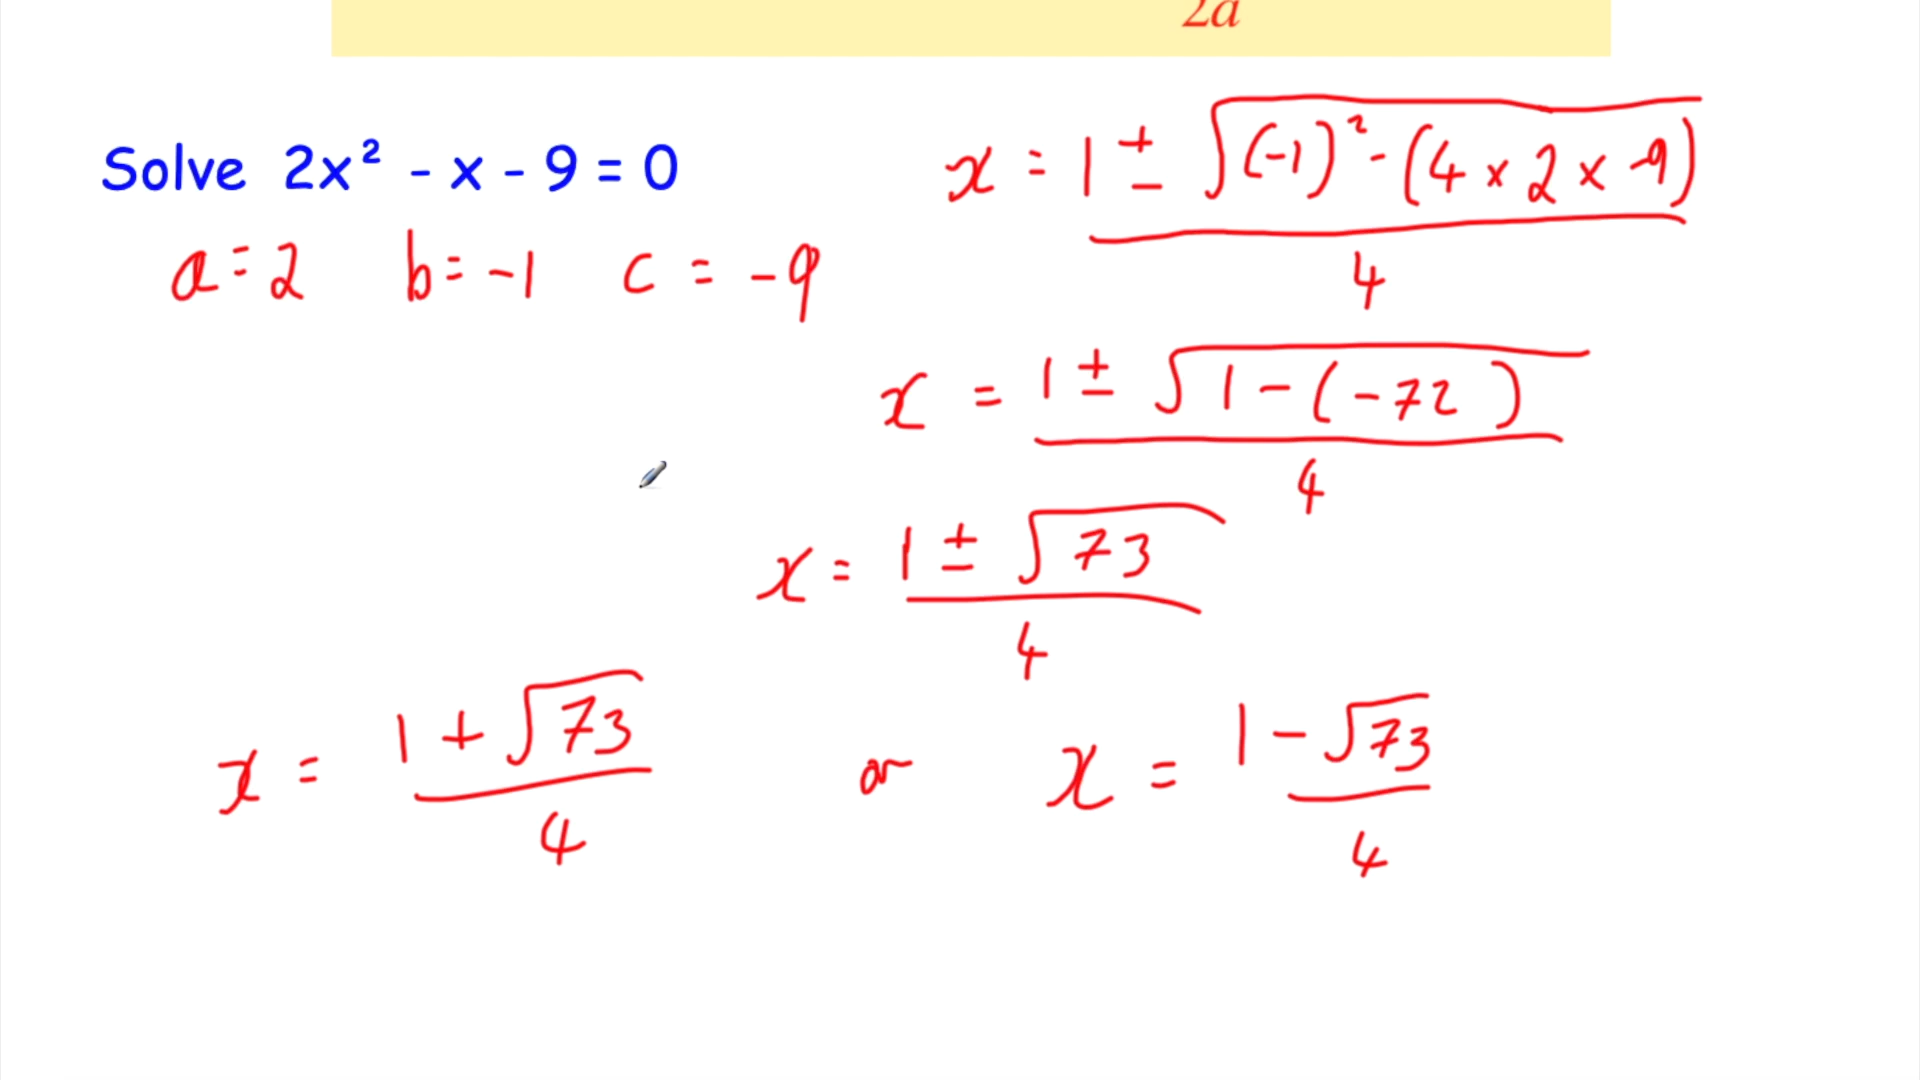 2a
Solve 2x² - x - 9 = 0
a = 2 b = -1 c = -9
x = 1 ± √(-1)² - (4 × 2 × -9)
4
x = 1 ± √1 - (-72)
4
x = 1 ± √73
4
x = 1 + √73 or x = 1 - √73
4 4